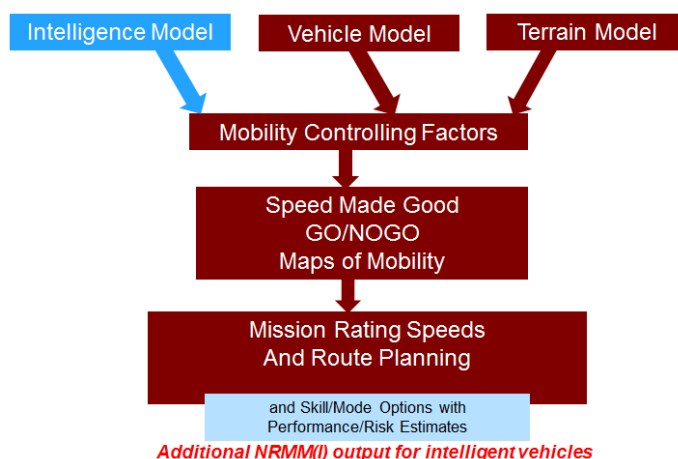 Intelligence Model
Vehicle Model
Terrain Model
Mobility Controlling Factors
Speed Made Good
GO/NOGO
Maps of Mobility
Mission Rating Speeds
And Route Planning
and Skill/Mode Options with
Performance/Risk Estimates
Additional NRMM(I) output for intelligent vehicles